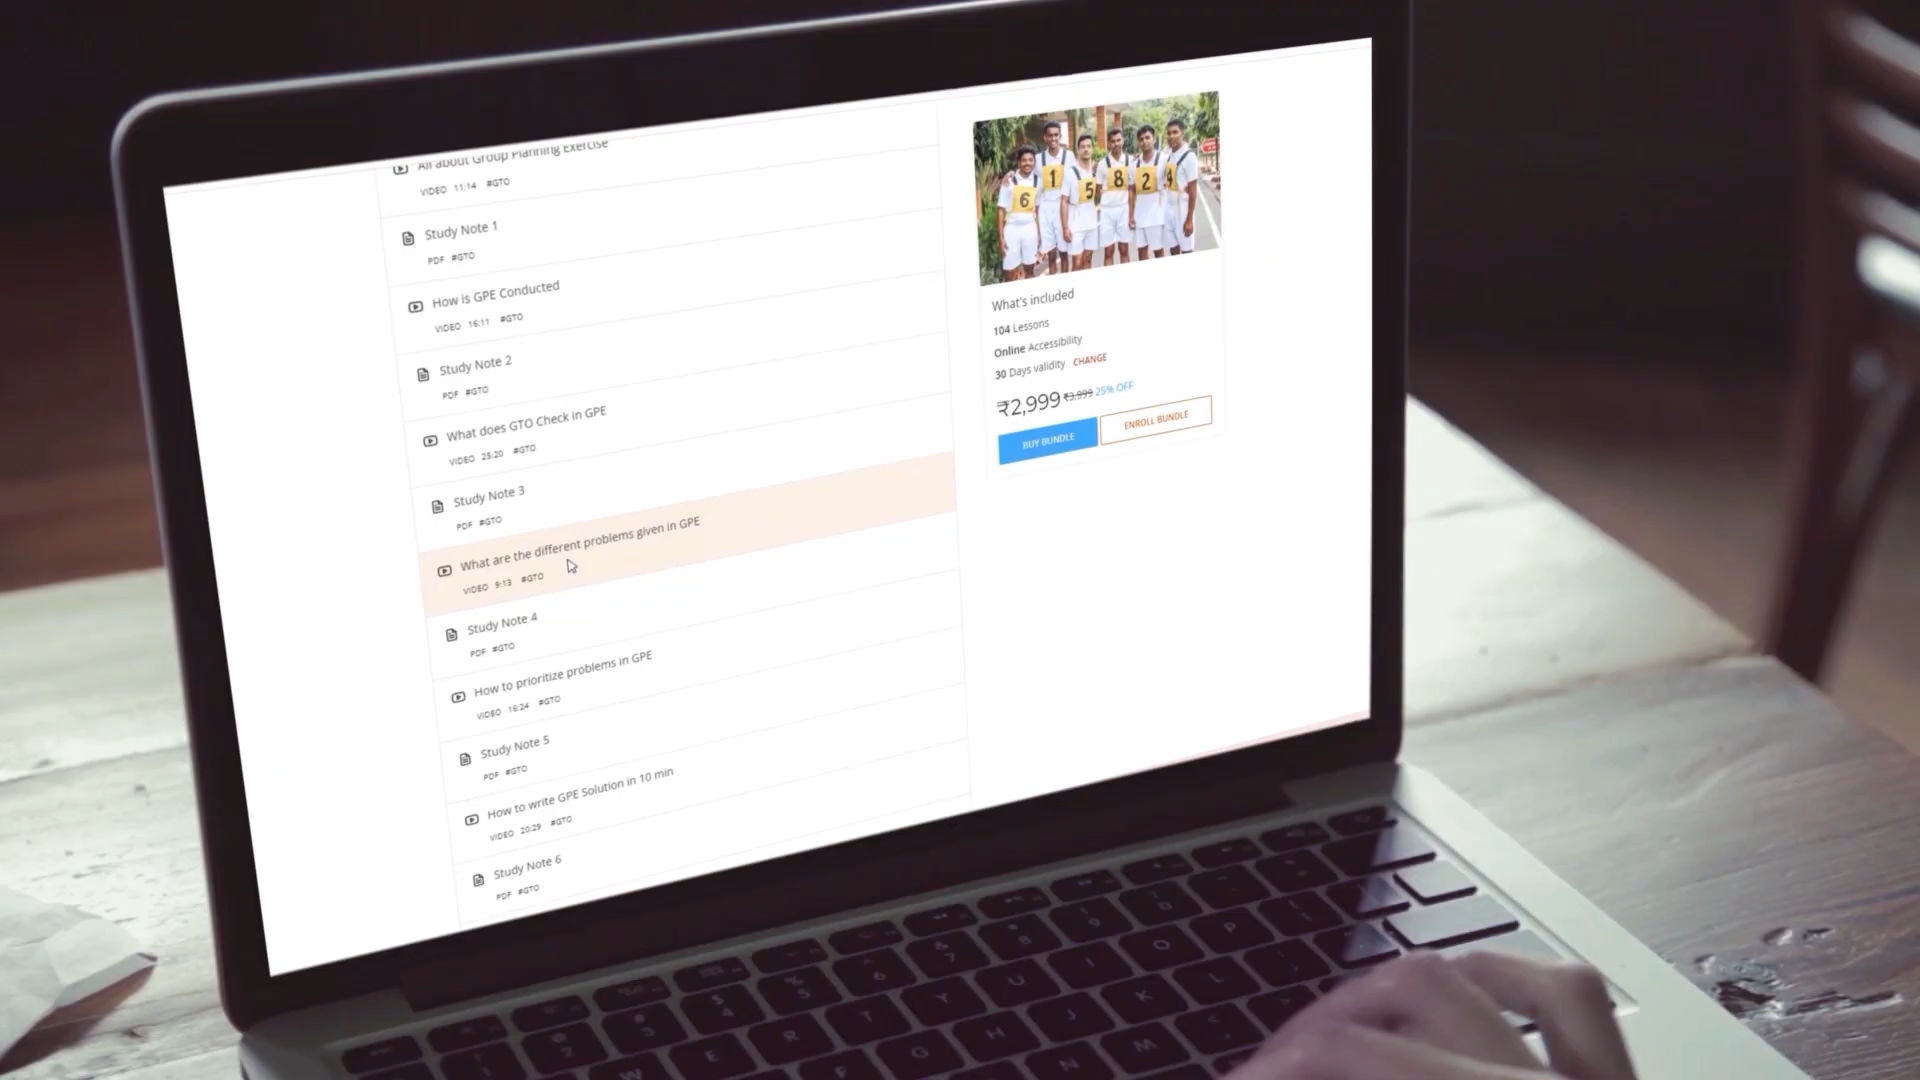 All about Group Planning Exercise
VIDEO 11:14 #GTO
Study Note 1
PDF #GTO
How is GPE Conducted
VIDEO 16:11 #GTO
Study Note 2
PDF #GTO
What does GTO Check in GPE
VIDEO 25:20 #GTO
Study Note 3
PDF #GTO
What are the different problems given in GPE
VIDEO 9:13 #GTO
Study Note 4
PDF #GTO
How to prioritize problems in GPE
VIDEO 16:24 #GTO
Study Note 5
PDF #GTO
How to write GPE Solution in 10 min
VIDEO 20:29 #GTO
Study Note 6
PDF #GTO
6 1 5 8 2 4
What's included
104 Lessons
Online Accessibility
30 Days validity CHANGE
₹2,999 ₹3,999 25% OFF
BUY BUNDLE ENROLL BUNDLE